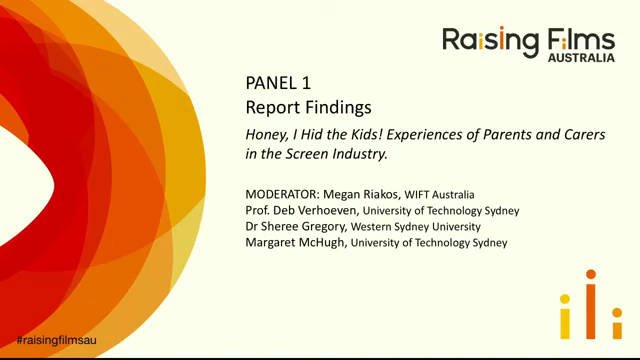 Raising Films
AUSTRALIA
PANEL 1
Report Findings
Honey, I Hid the Kids! Experiences of Parents and Carers
in the Screen Industry.
MODERATOR: Megan Riakos, WIFT Australia
Prof. Deb Verhoeven, University of Technology Sydney
Dr Sheree Gregory, Western Sydney University
Margaret McHugh, University of Technology Sydney
#raisingfilmsau